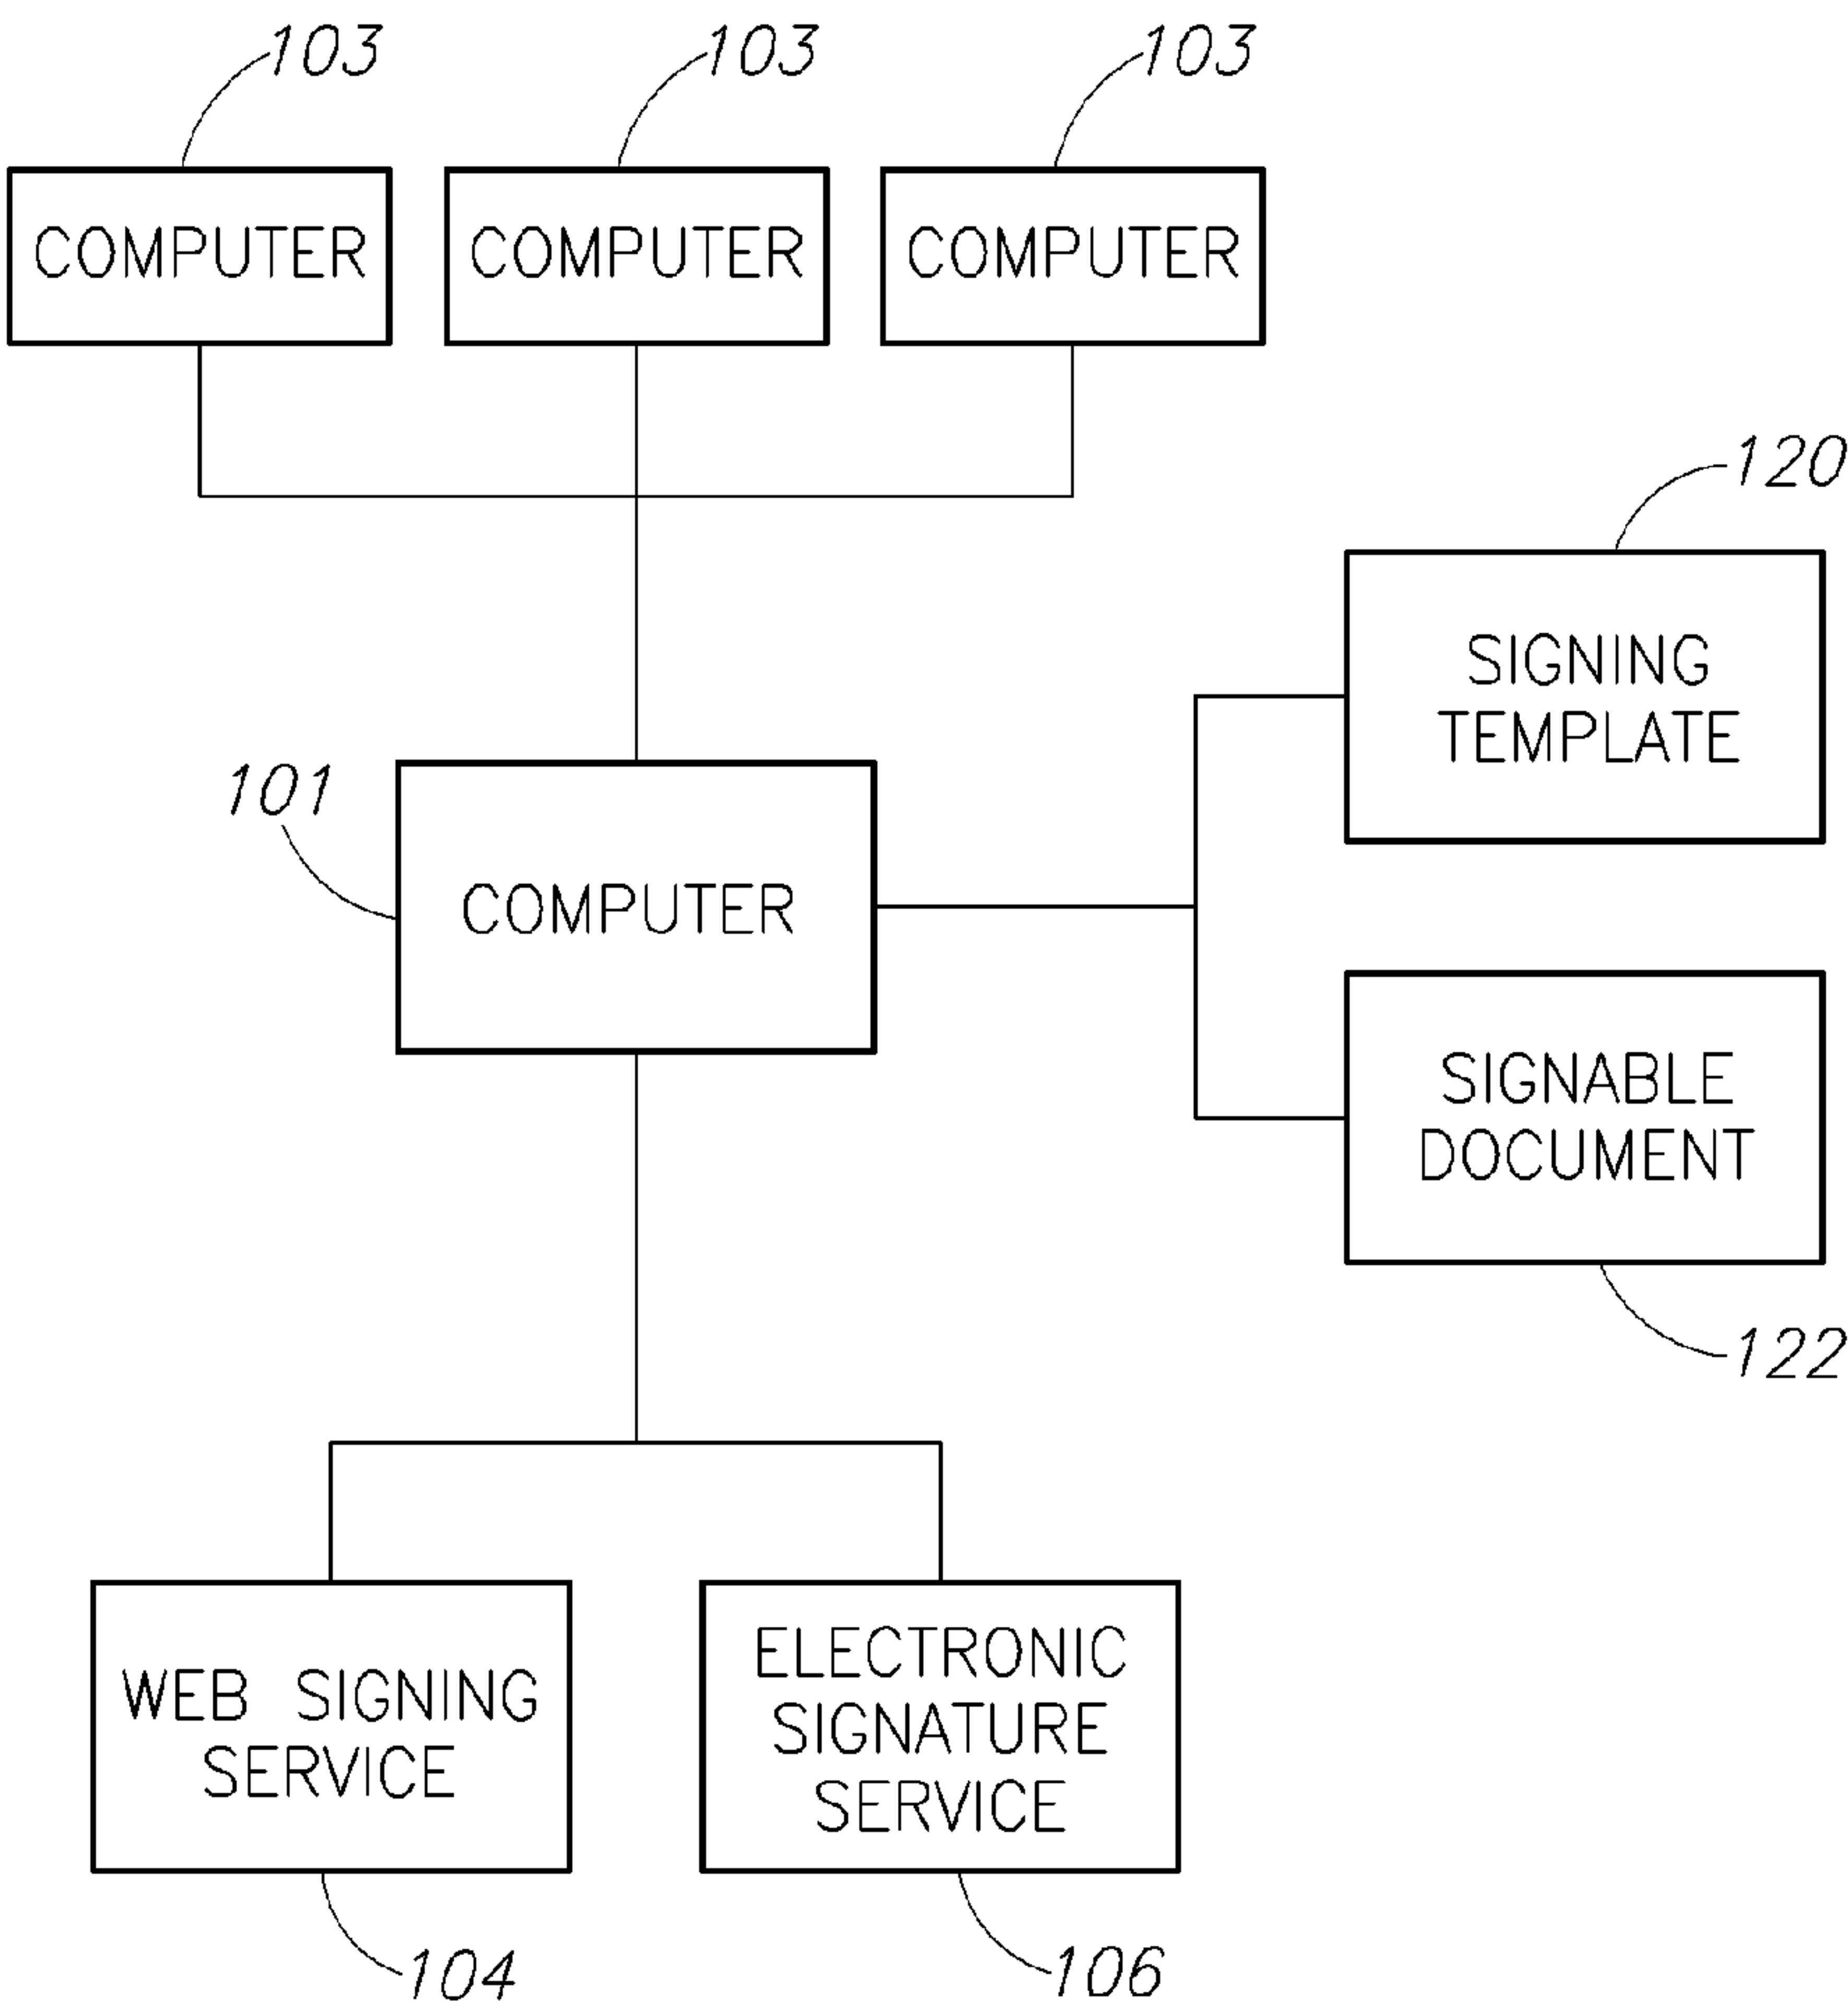 103
103
103
COMPUTER
COMPUTER
COMPUTER
120
SIGNING
TEMPLATE
101
COMPUTER
SIGNABLE
DOCUMENT
122
WEB SIGNING
SERVICE
ELECTRONIC
SIGNATURE
SERVICE
104
106